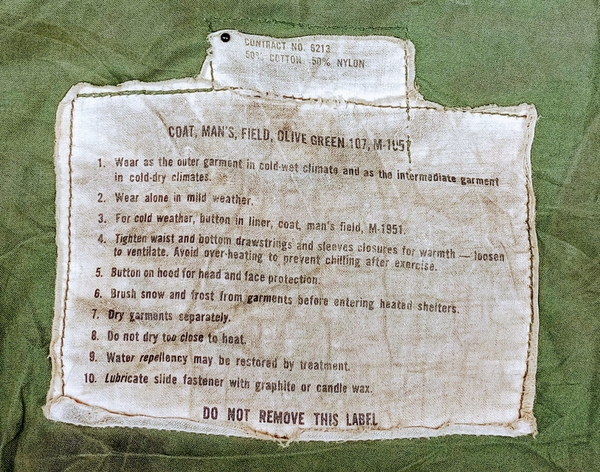 CONTRACT NO. 6213
50% COTTON 50% NYLON
COAT, MAN'S, FIELD, OLIVE GREEN 107, M-1957
1. Wear as the outer garment in cold-wet climate and as the intermediate garment
in cold-dry climates.
2. Wear alone in mild weather.
3. For cold weather, button in liner, coat, man's field, M-1951.
4. Tighten waist and bottom drawstrings and sleeves closures for warmth — loosen
to ventilate. Avoid over-heating to prevent chilling after exercise.
5. Button on hood for head and face protection.
6. Brush snow and frost from garments before entering heated shelters.
7. Dry garments separately.
8. Do not dry too close to heat.
9. Water repellency may be restored by treatment.
10. Lubricate slide fastener with graphite or candle wax.
DO NOT REMOVE THIS LABEL